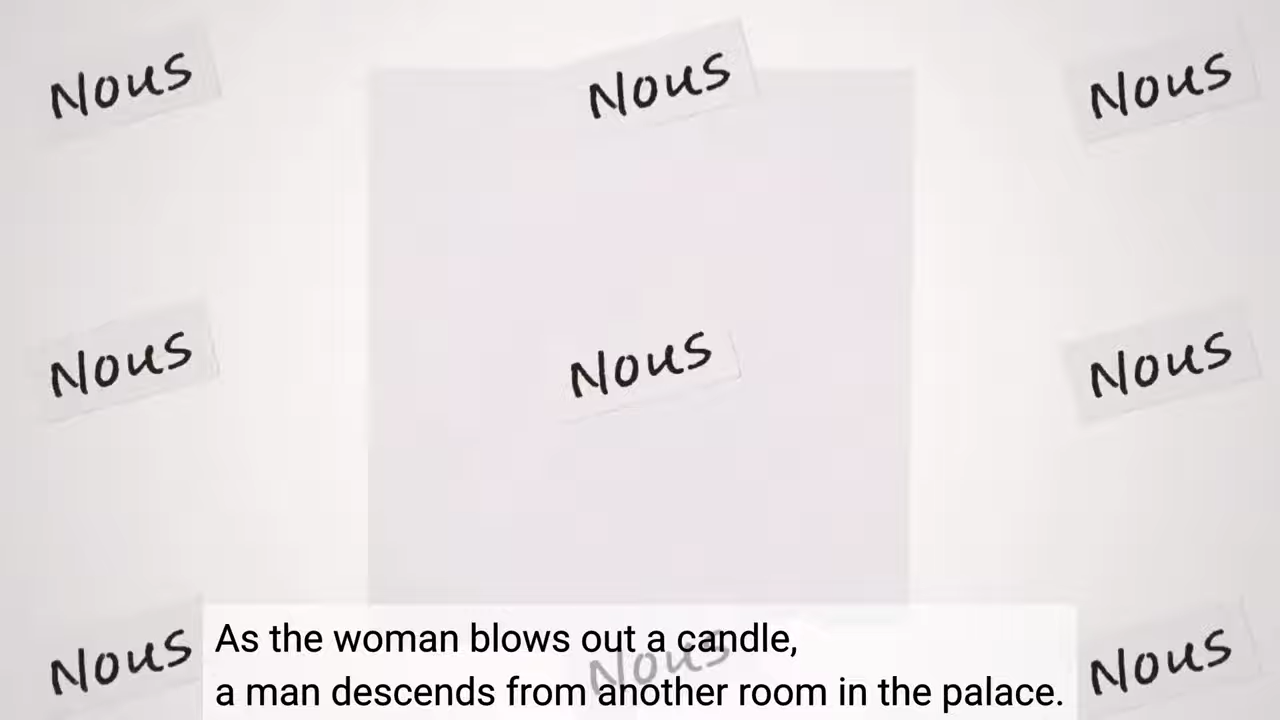 Nous Nous Nous
Nous Nous Nous
Nous Nous Nous
As the woman blows out a candle,
a man descends from another room in the palace.